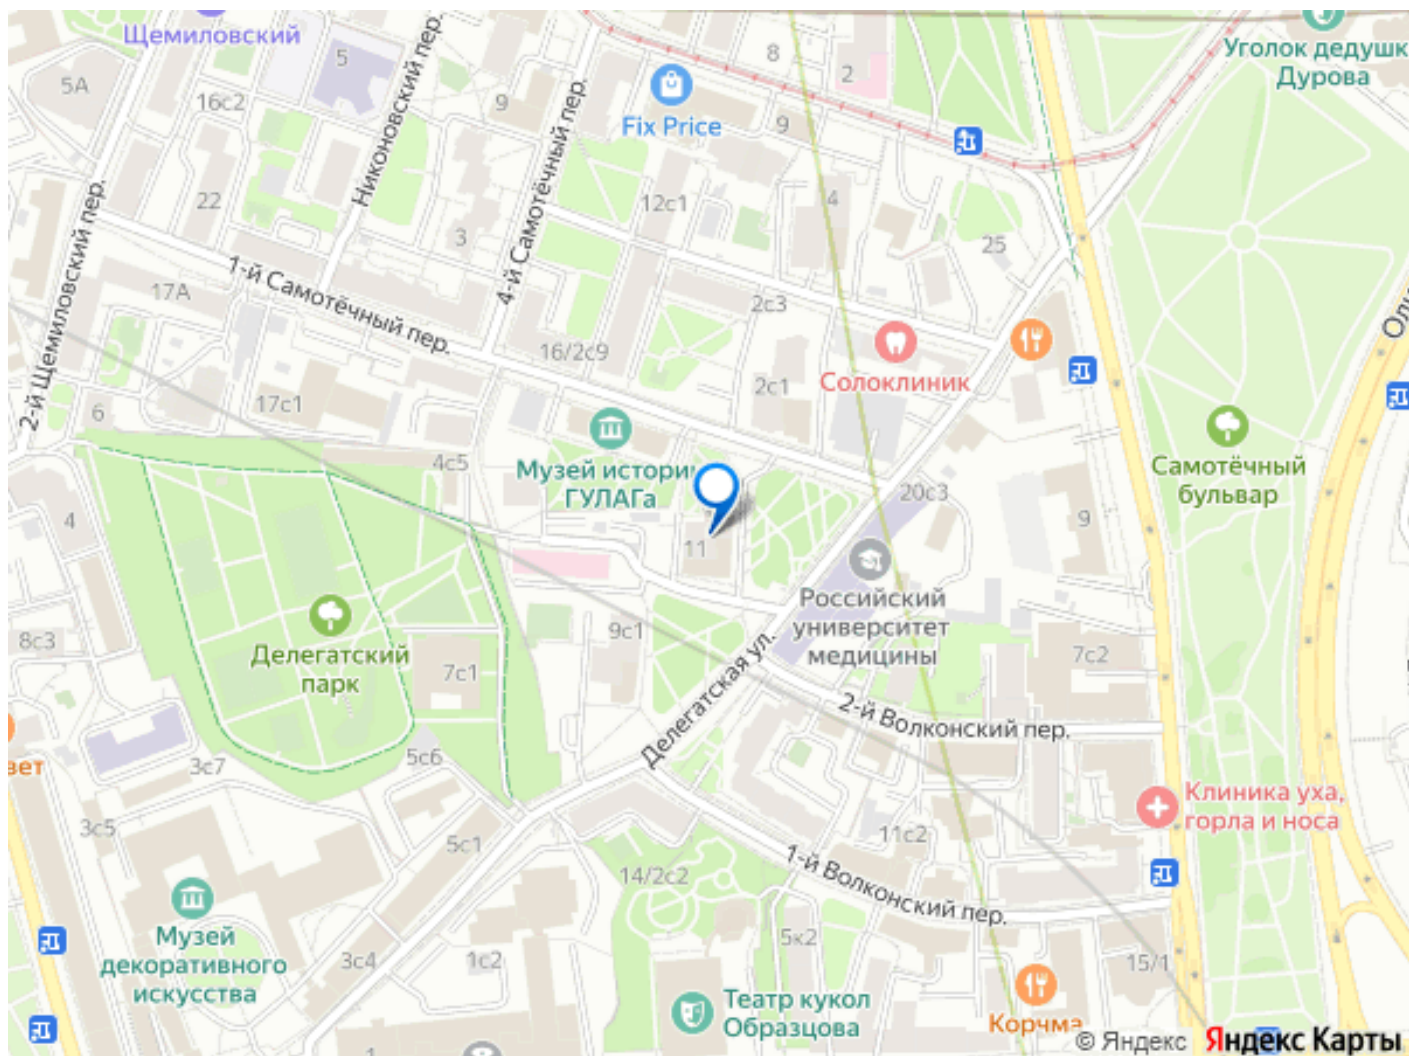 Щемиловский
5
8
2
Уголок дедушк
Дурова
5А
16с2
9
Fix Price
9
Никоновский пер.
4-й Самотёчный пер.
2-й Щемиловский пер.
22
3
12с1
4
25
1-й Самотёчный пер.
17А
2с3
16/2с9
Солоклиник
2с1
17с1
6
Музей истори
ГУЛАГа
4с5
20с3
Самотёчный
бульвар
4
9
11
Российский
университет
медицины
8с3
Делегатский
парк
9с1
7с1
7с2
Делегатская ул.
2-й Волконский пер.
вет
3с7
5с6
Клиника уха,
горла и носа
3с5
5с1
11с2
1-й Волконский пер.
14/2с2
Музей
декоративного
искусства
5к2
3с4
1с2
15/1
Театр кукол
Образцова
Корчма
1
© Яндекс Яндекс Карты